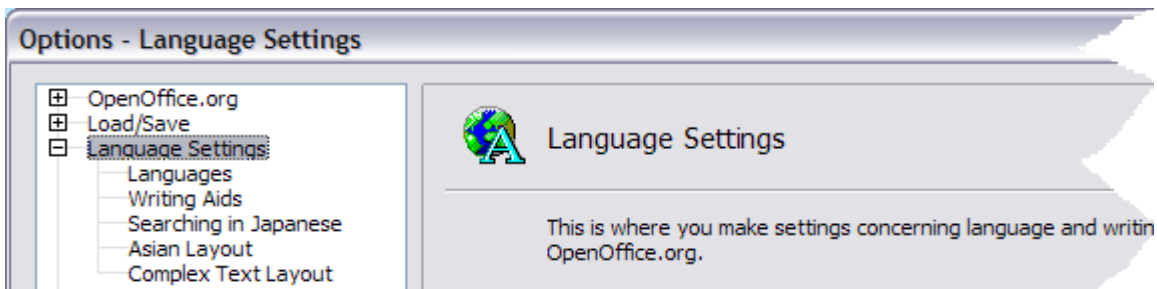 Options - Language Settings
OpenOffice.org
Load/Save
Language Settings
Languages
Writing Aids
Searching in Japanese
Asian Layout
Complex Text Layout
Language Settings
This is where you make settings concerning language and
OpenOffice.org.